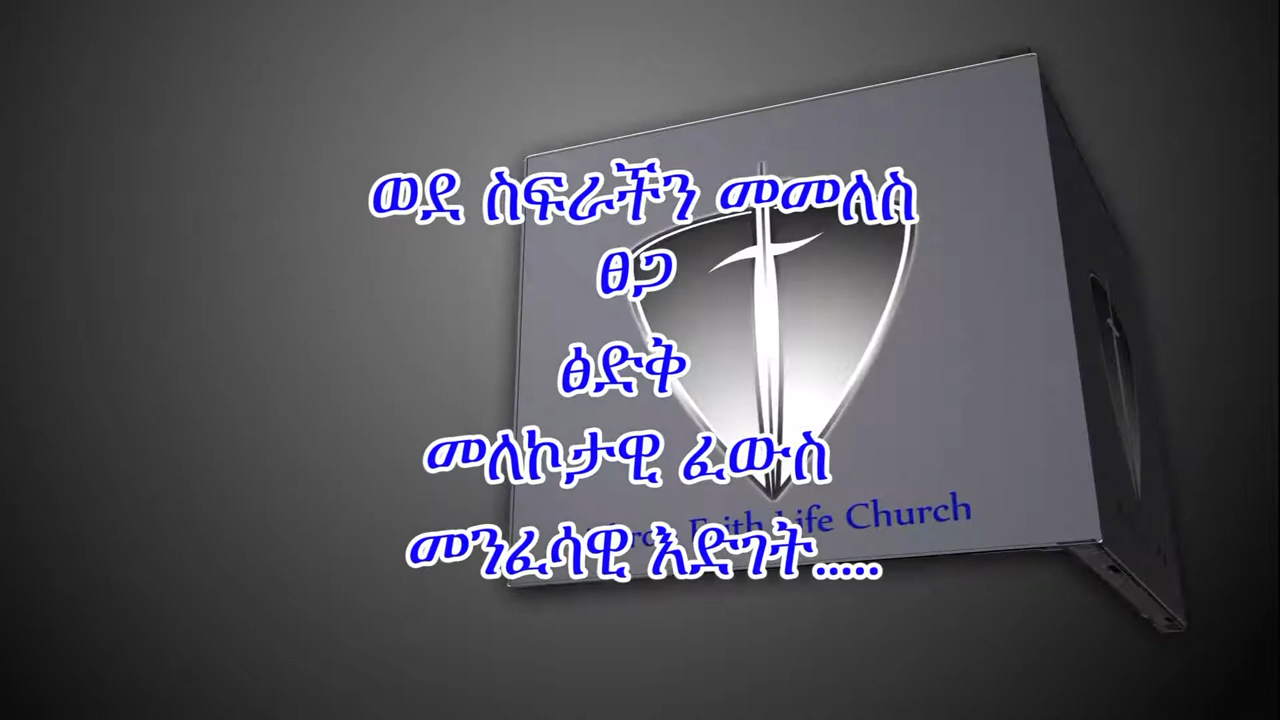 ወደ ስፍራችን መመለስ
ፀጋ
ፅድቅ
መለኮታዊ ፈውስ
Faith Life Church
መንፈሳዊ እድገት.....